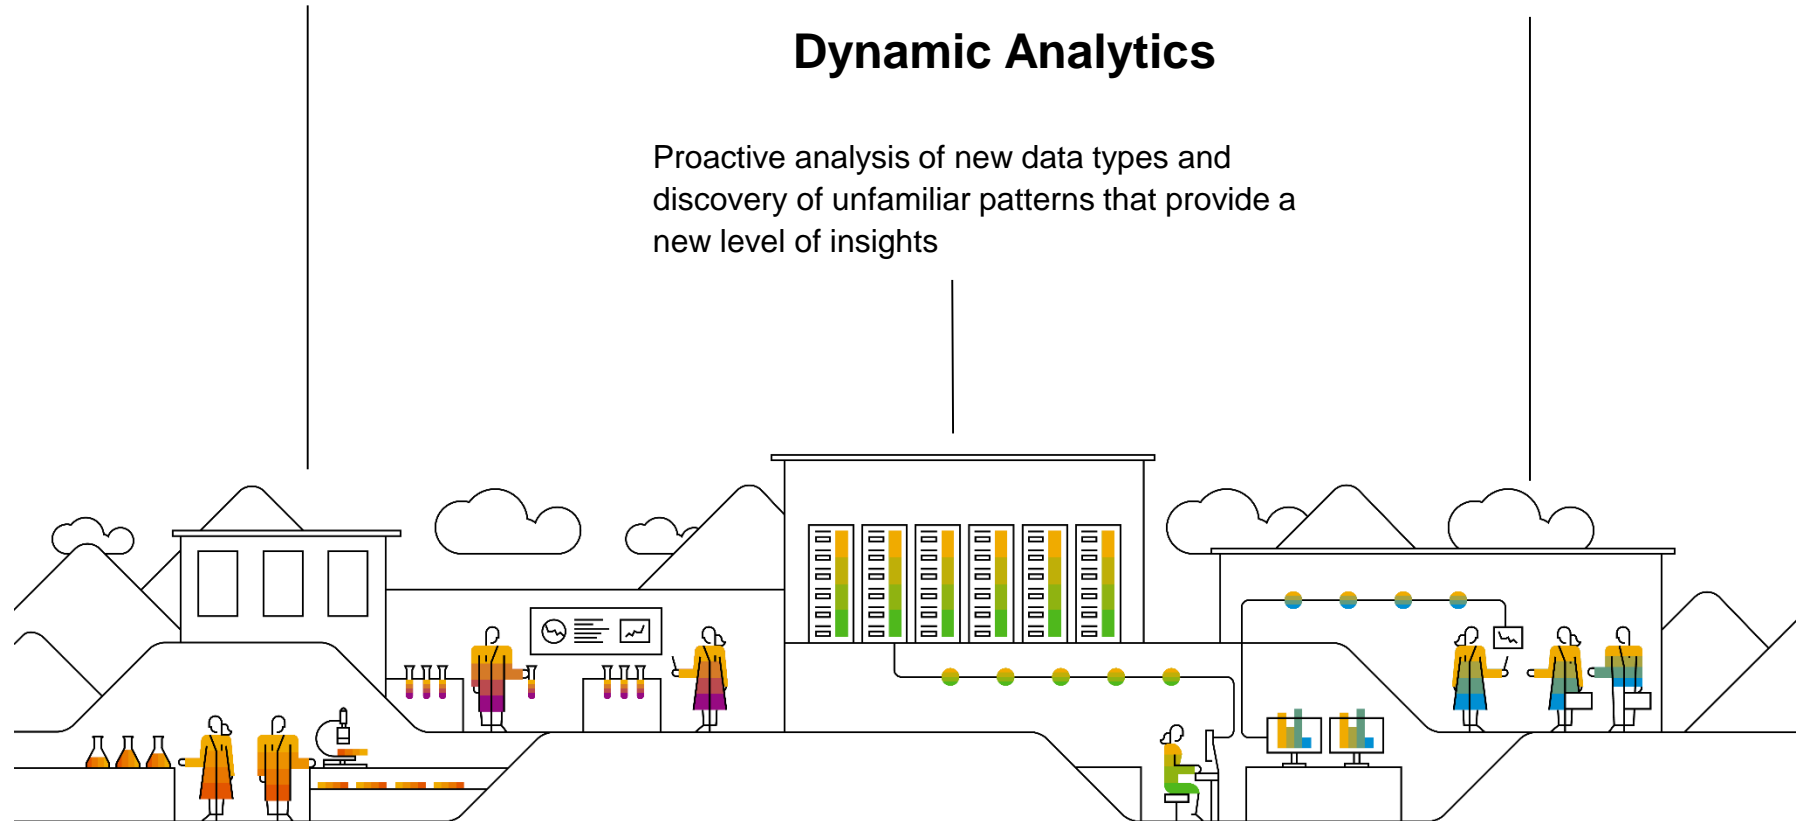 Dynamic Analytics
Proactive analysis of new data types and
discovery of unfamiliar patterns that provide a
new level of insights